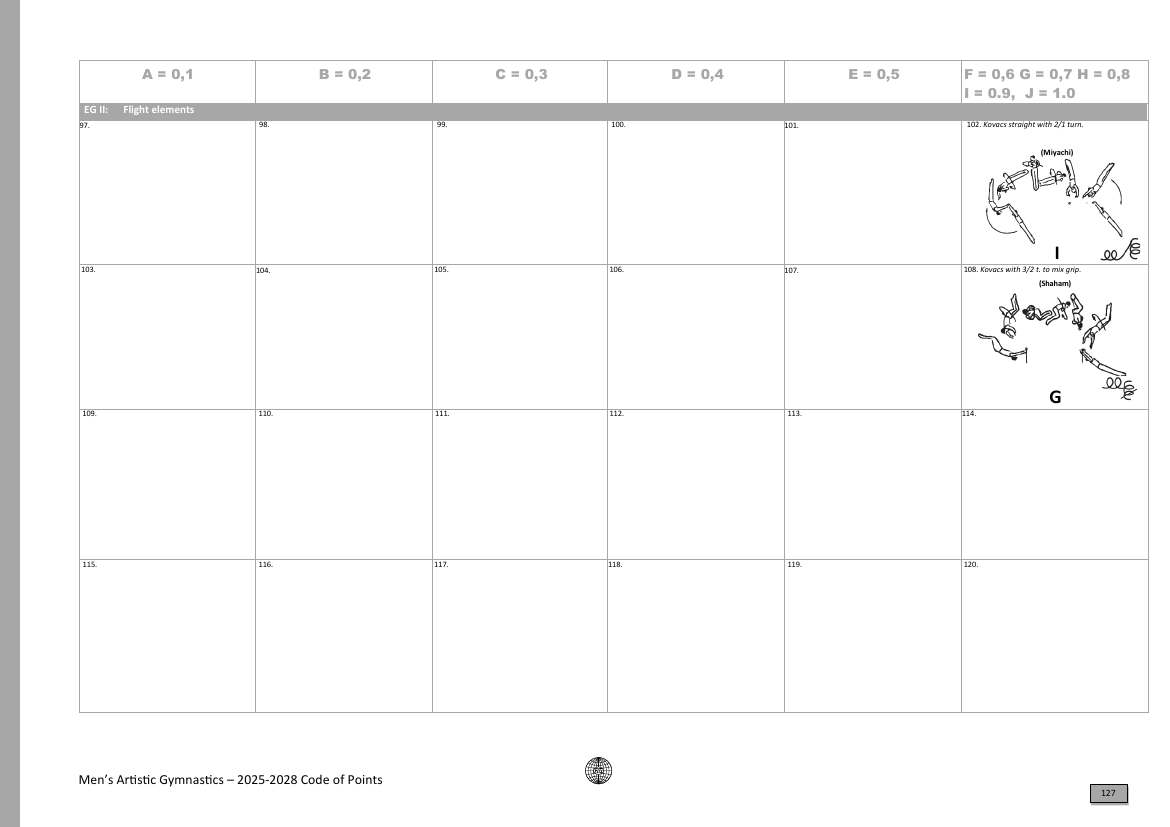 A = 0,1
B = 0,2
C = 0,3
D = 0,4
E = 0,5
F = 0,6 G = 0,7 H = 0,8
I = 0.9, J = 1.0
EG II: Flight elements
97.
98.
99.
100.
101.
102. Kovacs straight with 2/1 turn.
(Miyachi)
I
103.
104.
105.
106.
107.
108. Kovacs with 3/2 t. to mix grip.
(Shaham)
G
109.
110.
111.
112.
113.
114.
115.
116.
117.
118.
119.
120.
Men's Artistic Gymnastics – 2025-2028 Code of Points
127